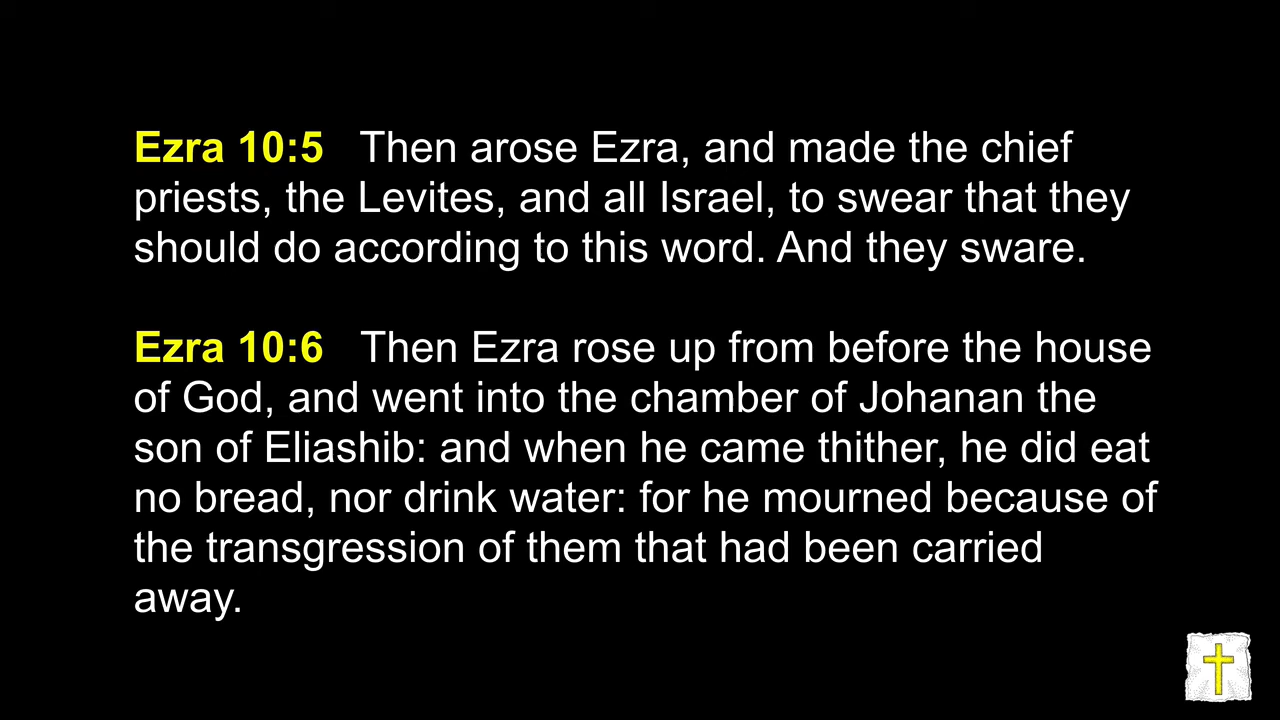 Ezra 10:5 Then arose Ezra, and made the chief
priests, the Levites, and all Israel, to swear that they
should do according to this word. And they sware.
Ezra 10:6 Then Ezra rose up from before the house
of God, and went into the chamber of Johanan the
son of Eliashib: and when he came thither, he did eat
no bread, nor drink water: for he mourned because of
the transgression of them that had been carried
away.